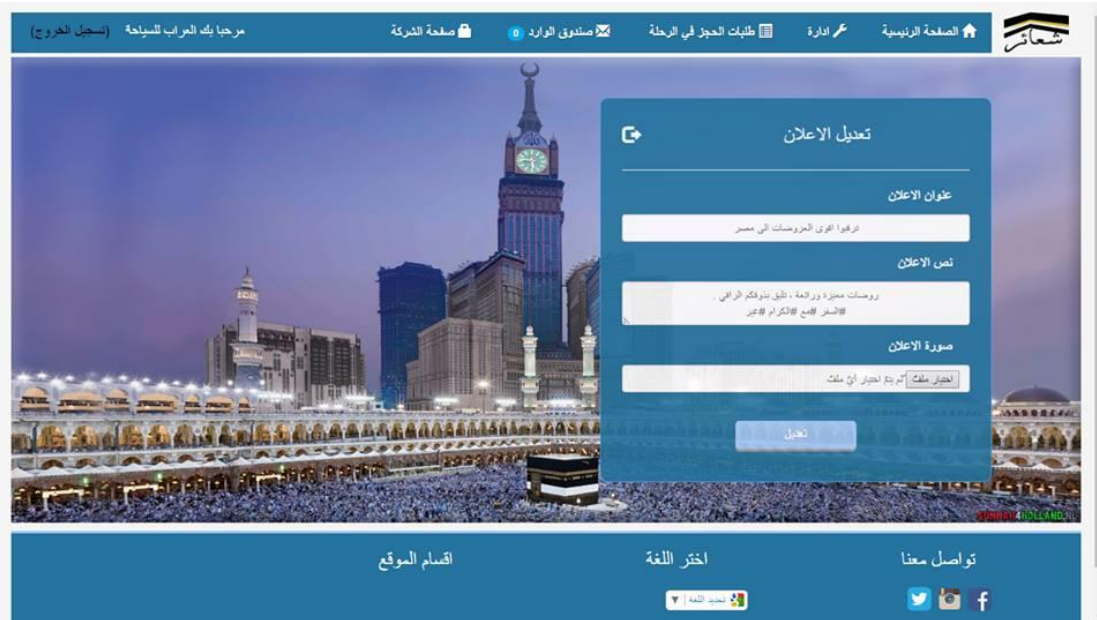 شعائر
الصفحة الرئيسية
ادارة
طلبات الحجز في الرحلة
صندوق الوارد 0
صفحة الشركة
مرحبا بك العراب للسياحة
(تسجيل الخروج)
تعديل الاعلان
عنوان الاعلان
ترقبوا اقوى العروضات الى مصر
نص الاعلان
روضات مميزة ورائعة ، تليق بذوقكم الراقي .
#السفر #مع #الكرام #غير
صورة الاعلان
اختيار ملف لم يتم اختيار أيّ ملف
تعديل
تواصل معنا
اختر اللغة
اقسام الموقع
تحديد اللغة ▼